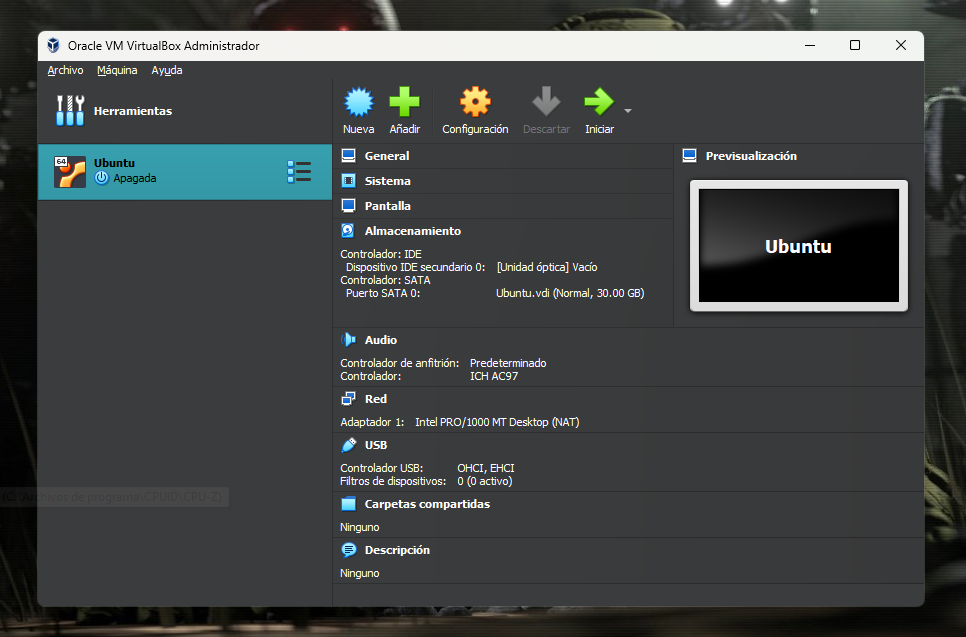 Oracle VM VirtualBox Administrador
Archivo Máquina Ayuda
Herramientas
Nueva Añadir Configuración Descartar Iniciar
64
Ubuntu
Apagada
General
Sistema
Pantalla
Almacenamiento
Controlador: IDE
Dispositivo IDE secundario 0: [Unidad óptica] Vacío
Controlador: SATA
Puerto SATA 0: Ubuntu.vdi (Normal, 30.00 GB)
Previsualización
Ubuntu
Audio
Controlador de anfitrión: Predeterminado
Controlador: ICH AC97
Red
Adaptador 1: Intel PRO/1000 MT Desktop (NAT)
USB
Controlador USB: OHCI, EHCI
Filtros de dispositivos: 0 (0 activo)
Carpetas compartidas
Ninguno
Descripción
Ninguno
(C:\Archivos de programa\CRUID\CPU-Z)